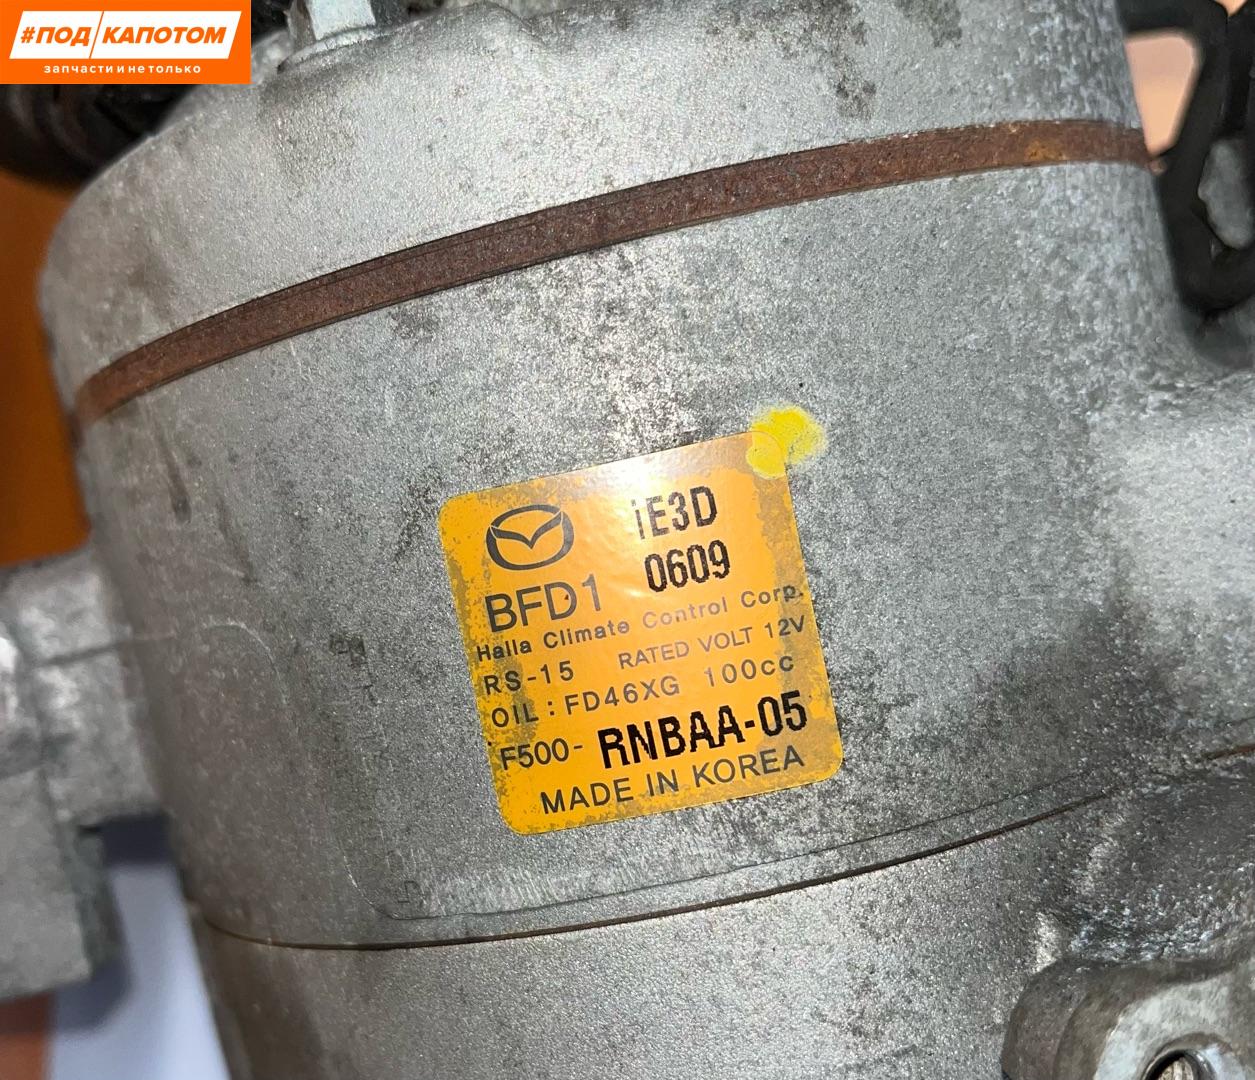 #ПОД/КАПОТОМ
запчасти и не только
iE3D
0609
BFD1
Halla Climate Control Corp.
RS-15 RATED VOLT 12V
OIL : FD46XG 100cc
F500- RNBAA-05
MADE IN KOREA